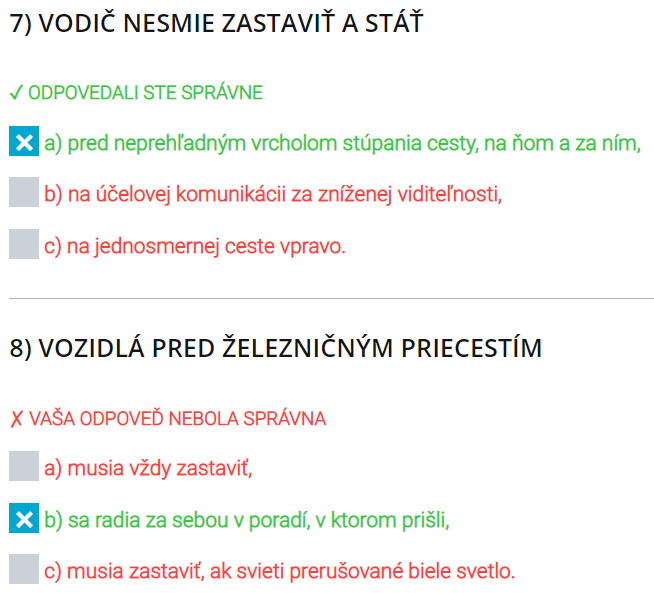 7) VODIČ NESMIE ZASTAVIŤ A STÁŤ
✓ ODPOVEDALI STE SPRÁVNE
a) pred neprehľadným vrcholom stúpania cesty, na ňom a za ním,
b) na účelovej komunikácii za zníženej viditeľnosti,
c) na jednosmernej ceste vpravo.
8) VOZIDLÁ PRED ŽELEZNIČNÝM PRIECESTÍM
✗ VAŠA ODPOVEĎ NEBOLA SPRÁVNA
a) musia vždy zastaviť,
b) sa radia za sebou v poradí, v ktorom prišli,
c) musia zastaviť, ak svieti prerušované biele svetlo.